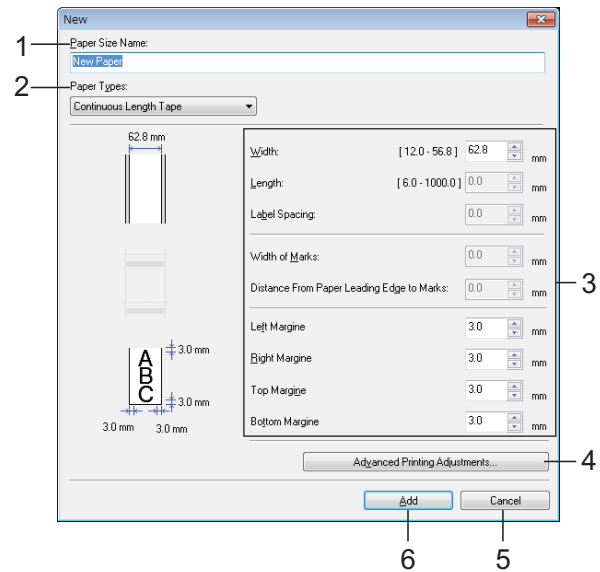 New
1 Paper Size Name:
New Paper
2 Paper Types:
Continuous Length Tape
62.8 mm
Width: [ 12.0 - 56.8 ] 62.8 mm
Length: [ 6.0 - 1000.0 ] 0.0 mm
Label Spacing: 0.0 mm
Width of Marks: 0.0 mm
Distance From Paper Leading Edge to Marks: 0.0 mm
3
Left Margine 3.0 mm
Right Margine 3.0 mm
Top Margine 3.0 mm
Bottom Margine 3.0 mm
A
B
C
3.0 mm
3.0 mm
3.0 mm 3.0 mm
Advanced Printing Adjustments... 4
Add Cancel
6 5